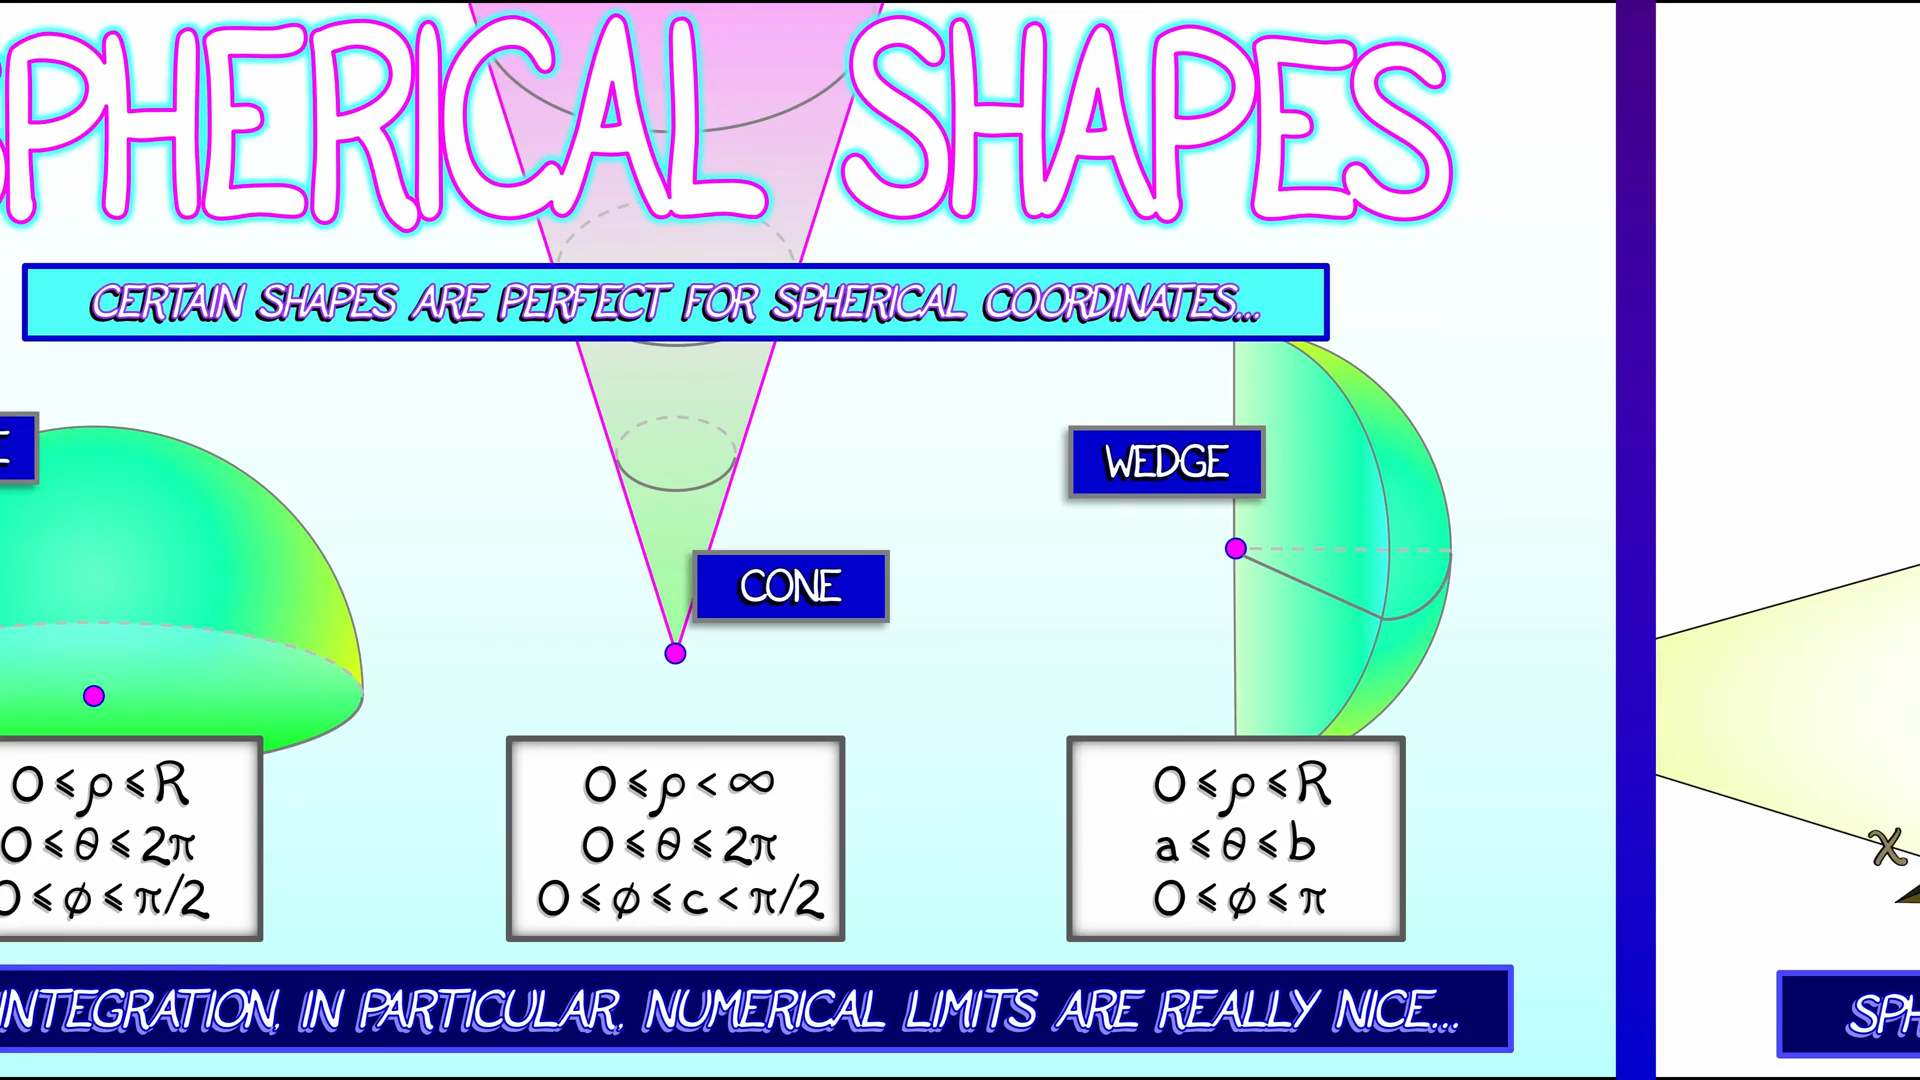 SPHERICAL SHAPES
CERTAIN SHAPES ARE PERFECT FOR SPHERICAL COORDINATES...
E
WEDGE
CONE
0 ≤ ρ ≤ R
0 ≤ θ ≤ 2π
0 ≤ φ ≤ π/2
0 ≤ ρ < ∞
0 ≤ θ ≤ 2π
0 ≤ φ ≤ c < π/2
0 ≤ ρ ≤ R
a ≤ θ ≤ b
0 ≤ φ ≤ π
x
INTEGRATION, IN PARTICULAR, NUMERICAL LIMITS ARE REALLY NICE...
SPH